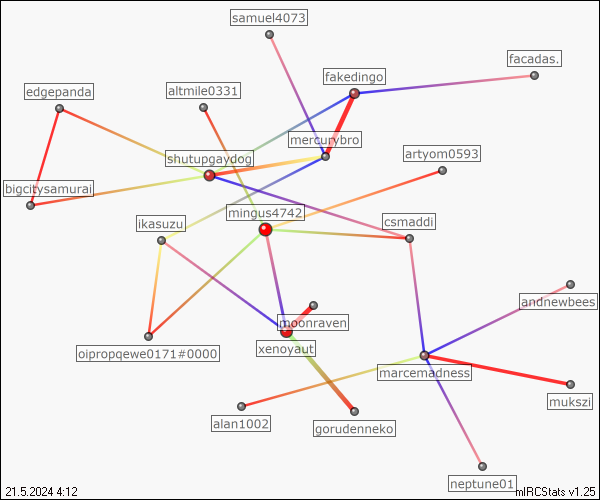 samuel4073
facadas.
fakedingo
edgepanda
altmile0331
mercurybro
artyom0593
shutupgaydog
bigcitysamurai
mingus4742
ikasuzu
csmaddi
andnewbees
moonraven
oipropqewe0171#0000
xenoyaut
marcemadness
mukszi
alan1002
gorudenneko
neptune01
21.5.2024 4:12
mIRCStats v1.25